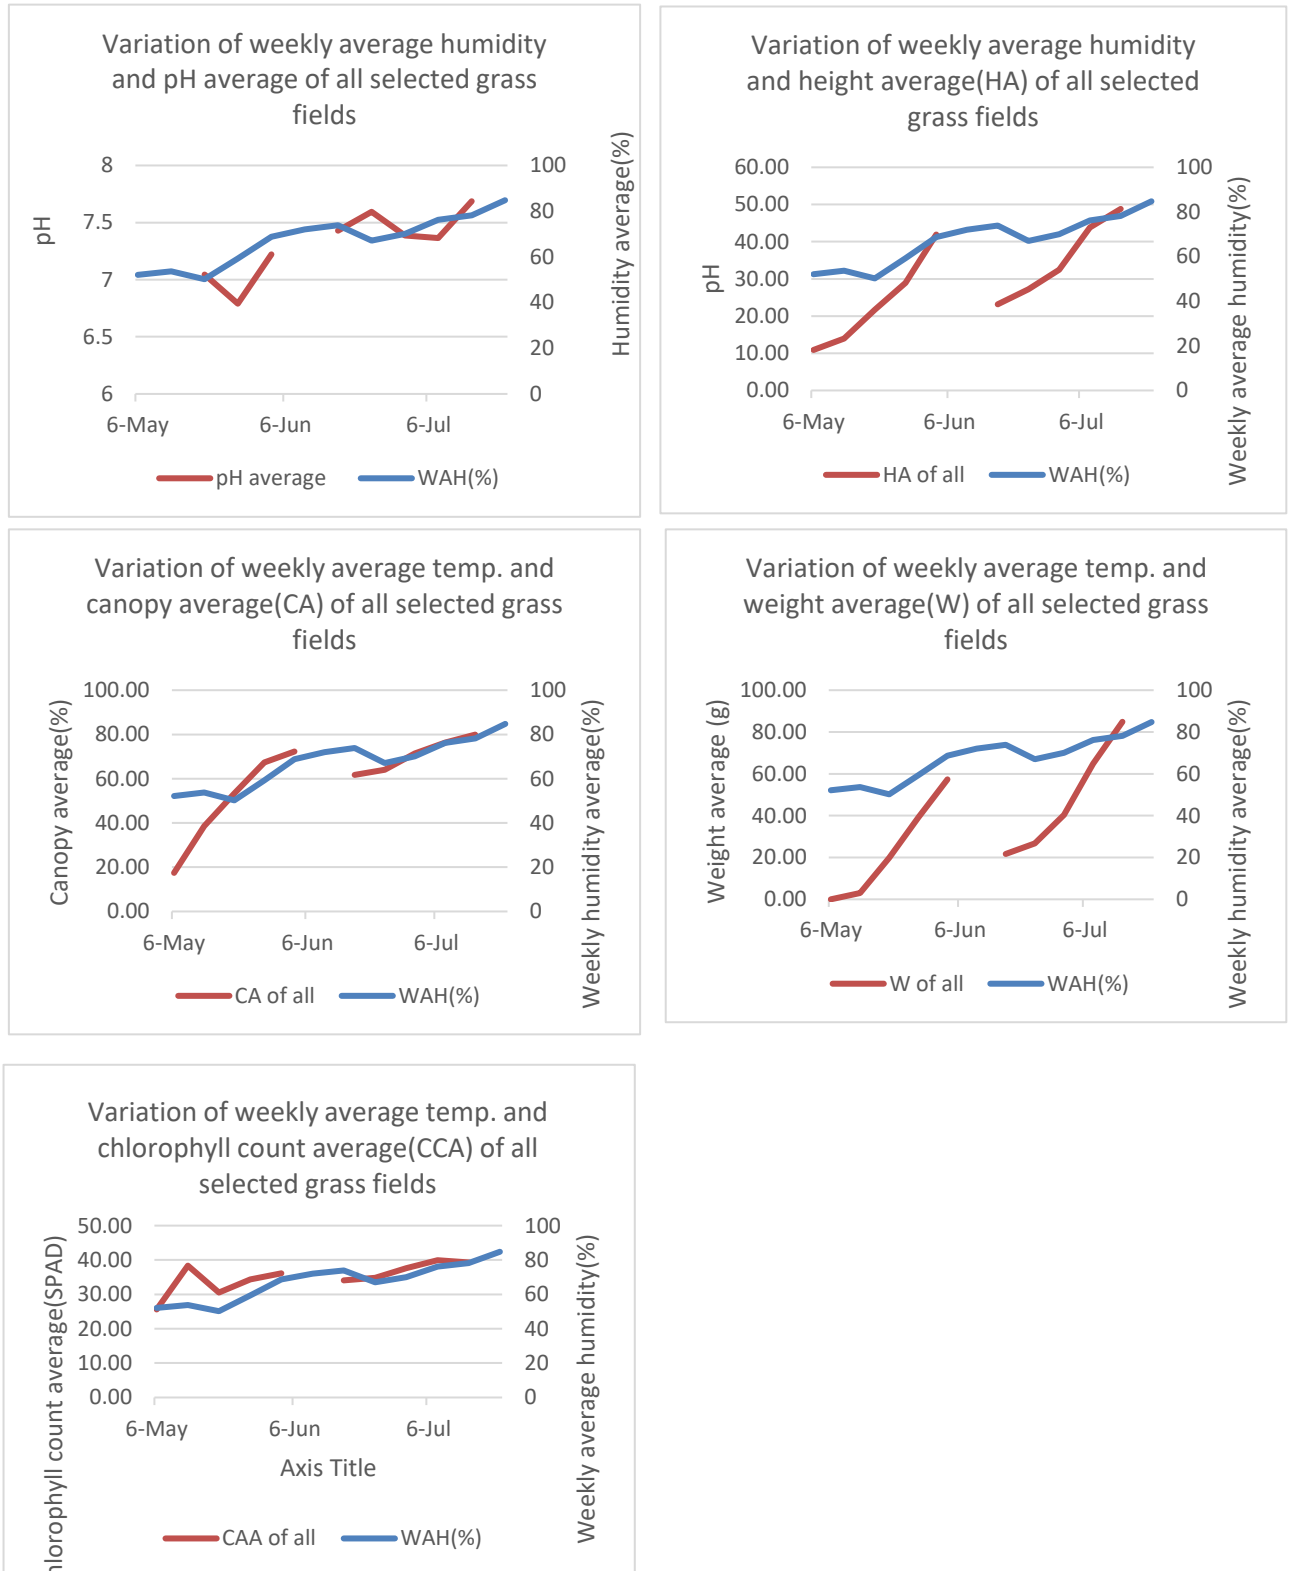 Variation of weekly average humidity
and pH average of all selected grass
fields
pH
8
7.5
7
6.5
6
100
80
60
40
20
0
Humidity average(%)
6-May
6-Jun
6-Jul
pH average
WAH(%)
Variation of weekly average humidity
and height average(HA) of all selected
grass fields
pH
60.00
50.00
40.00
30.00
20.00
10.00
0.00
100
80
60
40
20
0
Weekly average humidity(%)
6-May
6-Jun
6-Jul
HA of all
WAH(%)
Variation of weekly average temp. and
canopy average(CA) of all selected grass
fields
Canopy average(%)
100.00
80.00
60.00
40.00
20.00
0.00
100
80
60
40
20
0
Weekly humidity average(%)
6-May
6-Jun
6-Jul
CA of all
WAH(%)
Variation of weekly average temp. and
weight average(W) of all selected grass
fields
Weight average (g)
100.00
80.00
60.00
40.00
20.00
0.00
100
80
60
40
20
0
Weekly humidity average(%)
6-May
6-Jun
6-Jul
W of all
WAH(%)
Variation of weekly average temp. and
chlorophyll count average(CCA) of all
selected grass fields
hlorophyll count average(SPAD)
50.00
40.00
30.00
20.00
10.00
0.00
100
80
60
40
20
0
Weekly average humidity(%)
6-May
6-Jun
6-Jul
Axis Title
CAA of all
WAH(%)